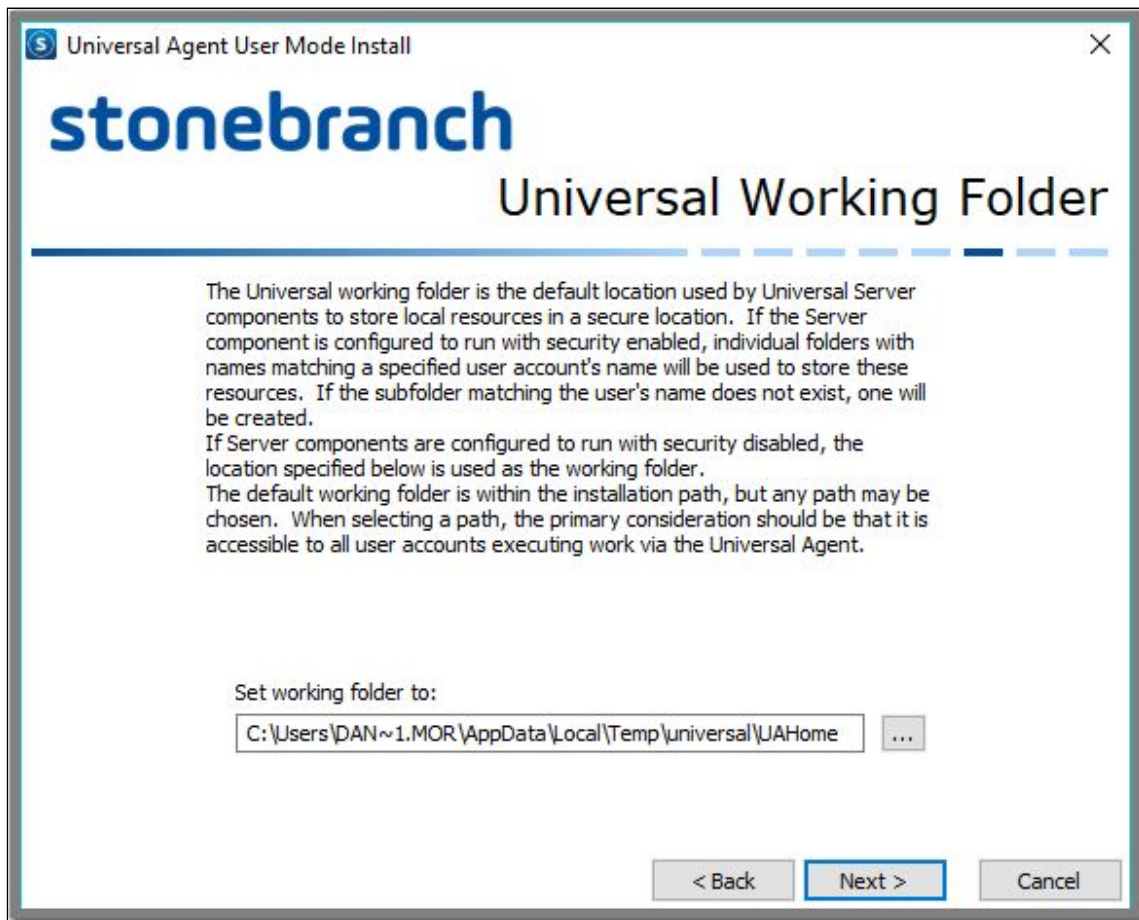 Universal Agent User Mode Install
stonebranch
Universal Working Folder
The Universal working folder is the default location used by Universal Server
components to store local resources in a secure location.  If the Server
component is configured to run with security enabled, individual folders with
names matching a specified user account's name will be used to store these
resources.  If the subfolder matching the user's name does not exist, one will
be created.
If Server components are configured to run with security disabled, the
location specified below is used as the working folder.
The default working folder is within the installation path, but any path may be
chosen.  When selecting a path, the primary consideration should be that it is
accessible to all user accounts executing work via the Universal Agent.
Set working folder to:
C:\Users\DAN~1.MOR\AppData\Local\Temp\universal\UAHome
...
< Back
Next >
Cancel